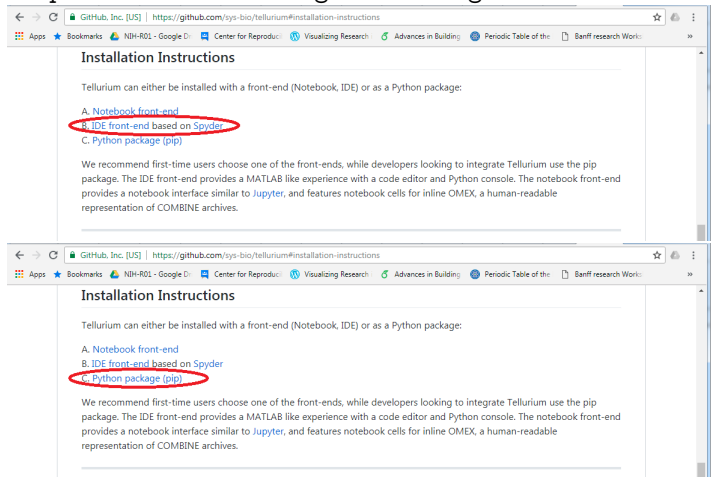 GitHub, Inc. [US] | https://github.com/sys-bio/tellurium#installation-instructions
Apps Bookmarks NIH-R01 - Google Dr Center for Reproduci Visualizing Research Advances in Building Periodic Table of the Banff research Works »
Installation Instructions
Tellurium can either be installed with a front-end (Notebook, IDE) or as a Python package:
A. Notebook front-end
B. IDE front-end based on Spyder
C. Python package (pip)
We recommend first-time users choose one of the front-ends, while developers looking to integrate Tellurium use the pip
package. The IDE front-end provides a MATLAB like experience with a code editor and Python console. The notebook front-end
provides a notebook interface similar to Jupyter, and features notebook cells for inline OMEX, a human-readable
representation of COMBINE archives.
GitHub, Inc. [US] | https://github.com/sys-bio/tellurium#installation-instructions
Apps Bookmarks NIH-R01 - Google Dr Center for Reproduci Visualizing Research Advances in Building Periodic Table of the Banff research Works »
Installation Instructions
Tellurium can either be installed with a front-end (Notebook, IDE) or as a Python package:
A. Notebook front-end
B. IDE front-end based on Spyder
C. Python package (pip)
We recommend first-time users choose one of the front-ends, while developers looking to integrate Tellurium use the pip
package. The IDE front-end provides a MATLAB like experience with a code editor and Python console. The notebook front-end
provides a notebook interface similar to Jupyter, and features notebook cells for inline OMEX, a human-readable
representation of COMBINE archives.